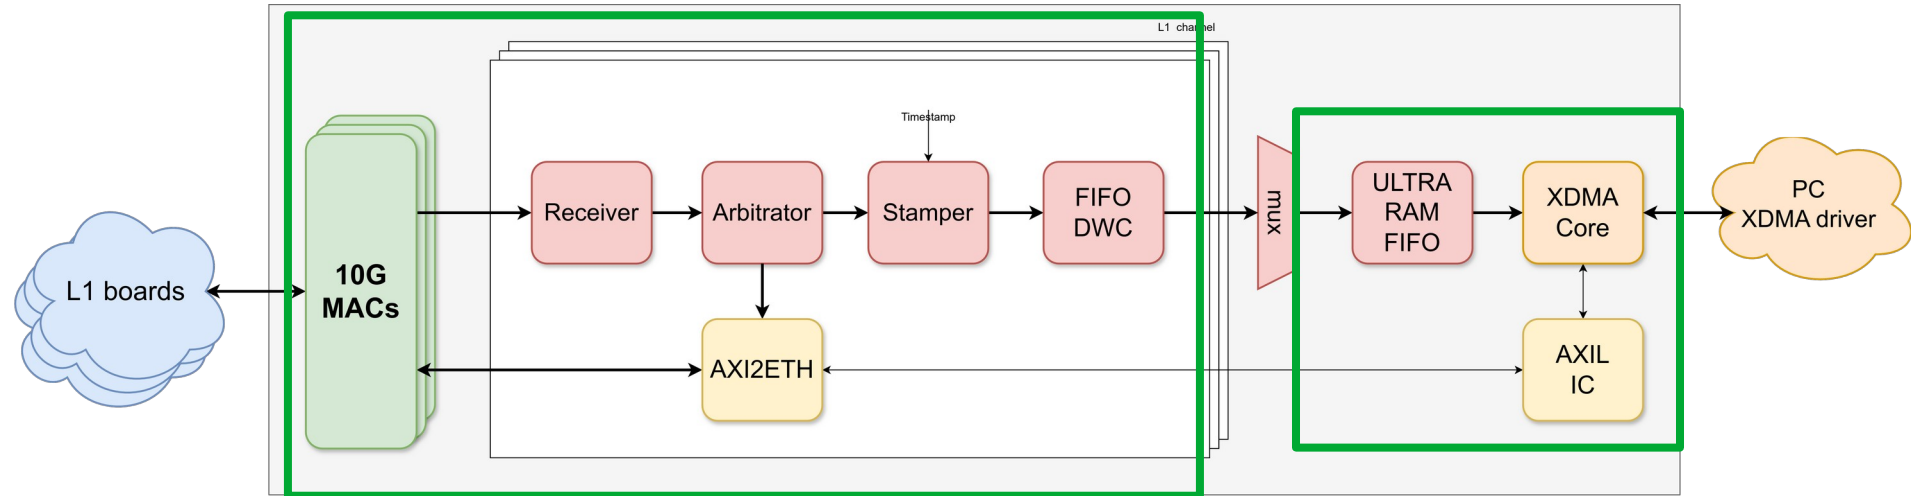 L1 channel
Timestamp
L1 boards
10G
MACs
Receiver
Arbitrator
Stamper
FIFO
DWC
mux
ULTRA
RAM
FIFO
XDMA
Core
PC
XDMA driver
AXI2ETH
AXIL
IC